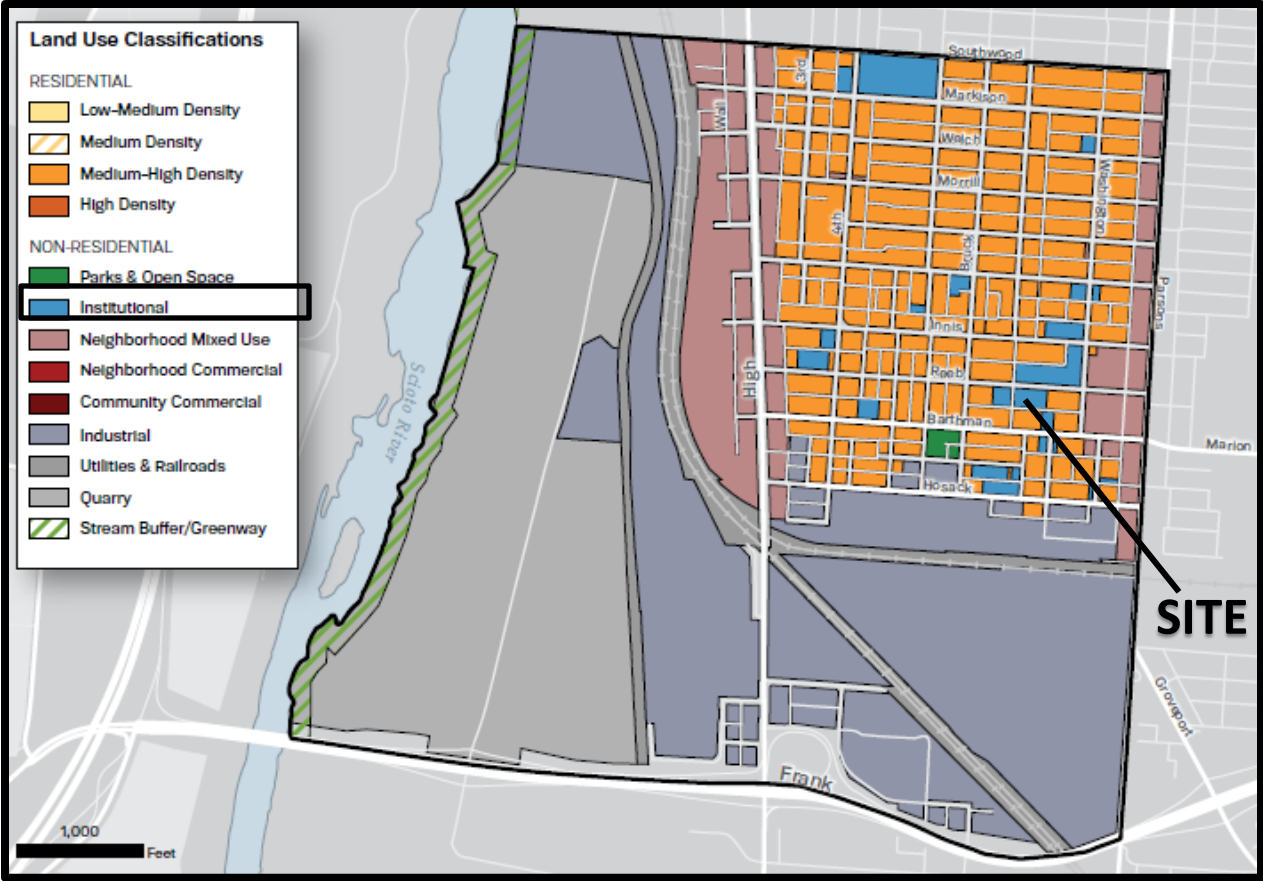 Land Use Classifications
RESIDENTIAL
Low-Medium Density
Medium Density
Medium-High Density
High Density
NON-RESIDENTIAL
Parks & Open Space
Institutional
Neighborhood Mixed Use
Neighborhood Commercial
Community Commercial
Industrial
Utilities & Railroads
Quarry
Stream Buffer/Greenway
Southwood
3rd
Markison
Wall
Welch
Morrill
Washington
4th
Bruck
Parsons
Innis
Reeb
High
Barthman
Marion
Hosack
Scioto River
SITE
Groveport
Frank
1,000
Feet